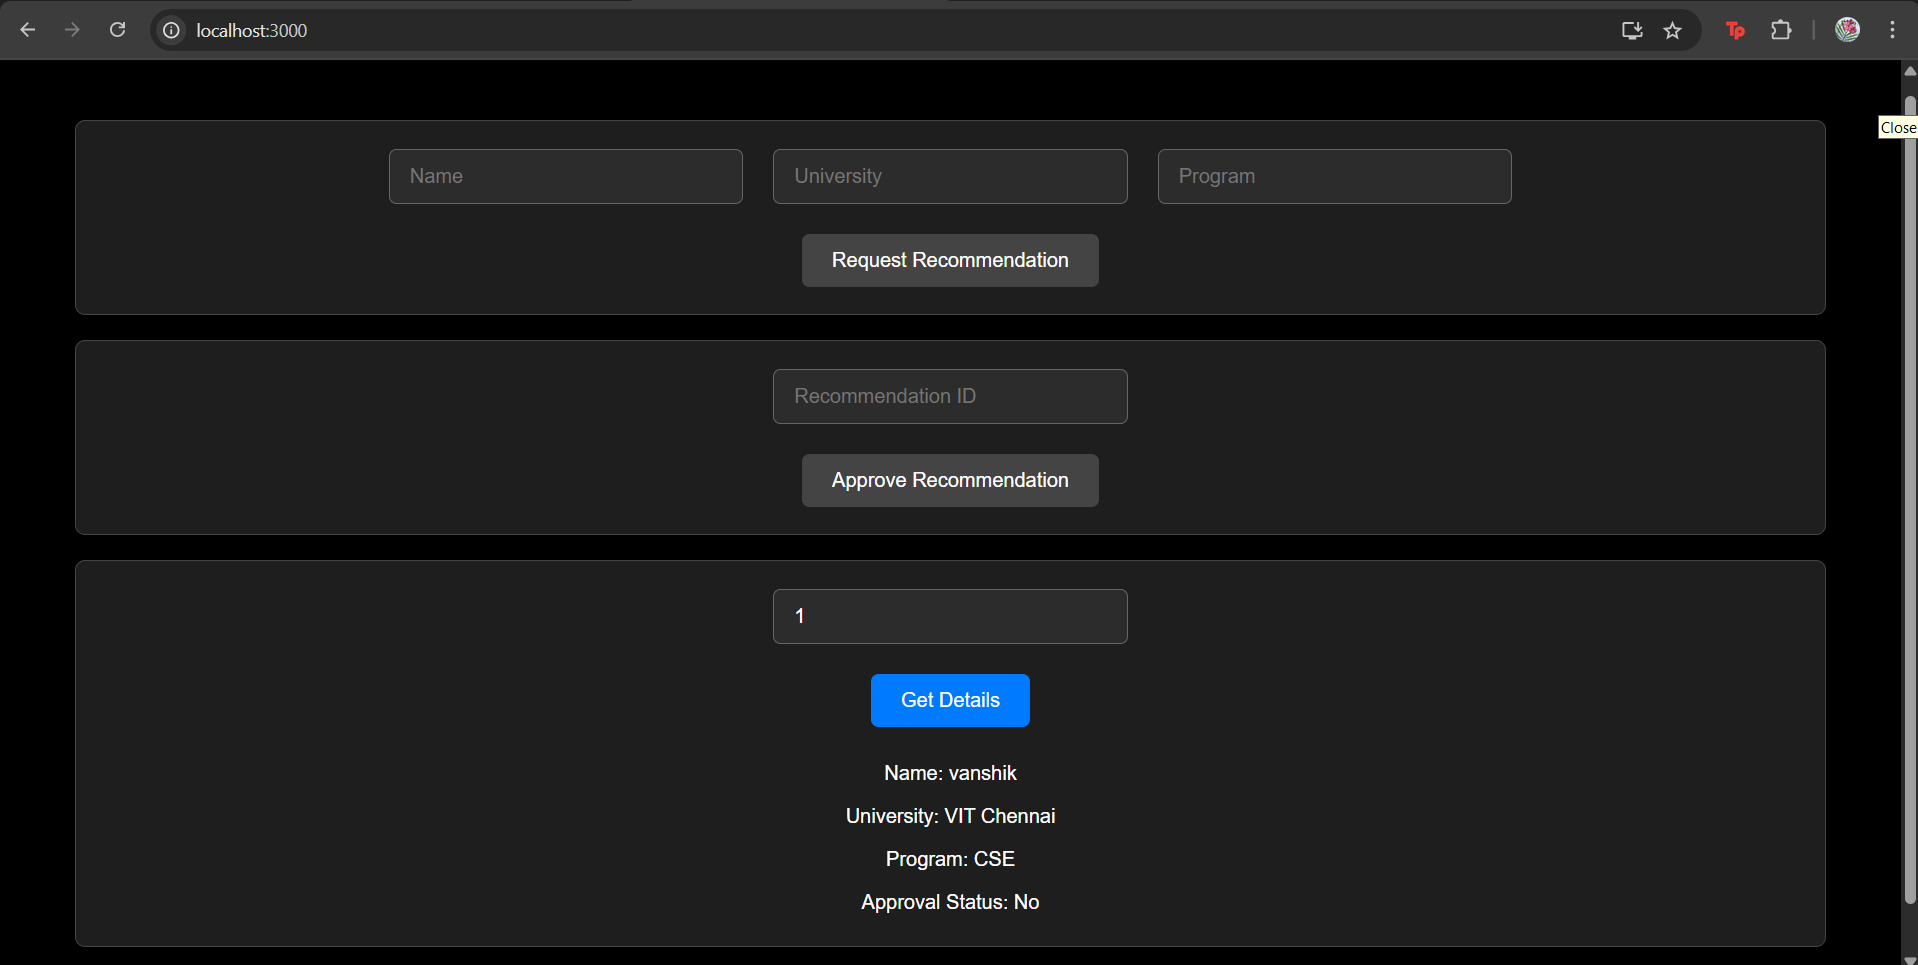 localhost:3000
Tp
Close
Name
University
Program
Request Recommendation
Recommendation ID
Approve Recommendation
1
Get Details
Name: vanshik
University: VIT Chennai
Program: CSE
Approval Status: No